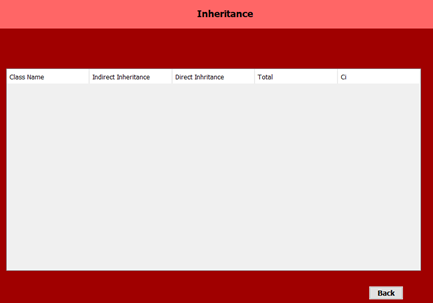 Inheritance
Class Name Indirect Inheritance Direct Inhritance Total Ci
Back